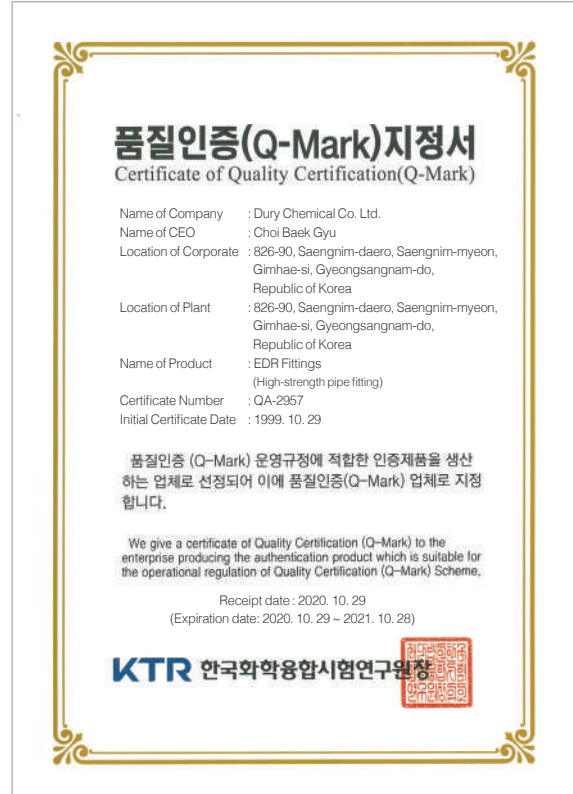 품질인증(Q-Mark)지정서
Certificate of Quality Certification(Q-Mark)
Name of Company : Dury Chemical Co. Ltd.
Name of CEO : Choi Baek Gyu
Location of Corporate : 826-90, Saengnim-daero, Saengnim-myeon,
Gimhae-si, Gyeongsangnam-do,
Republic of Korea
Location of Plant : 826-90, Saengnim-daero, Saengnim-myeon,
Gimhae-si, Gyeongsangnam-do,
Republic of Korea
Name of Product : EDR Fittings
(High-strength pipe fitting)
Certificate Number : QA-2957
Initial Certificate Date : 1999. 10. 29
품질인증 (Q-Mark) 운영규정에 적합한 인증제품을 생산
하는 업체로 선정되어 이에 품질인증(Q-Mark) 업체로 지정
합니다.
We give a certificate of Quality Certification (Q-Mark) to the
enterprise producing the authentication product which is suitable for
the operational regulation of Quality Certification (Q-Mark) Scheme.
Receipt date : 2020. 10. 29
(Expiration date: 2020. 10. 29 ~ 2021. 10. 28)
KTR 한국화학융합시험연구원장